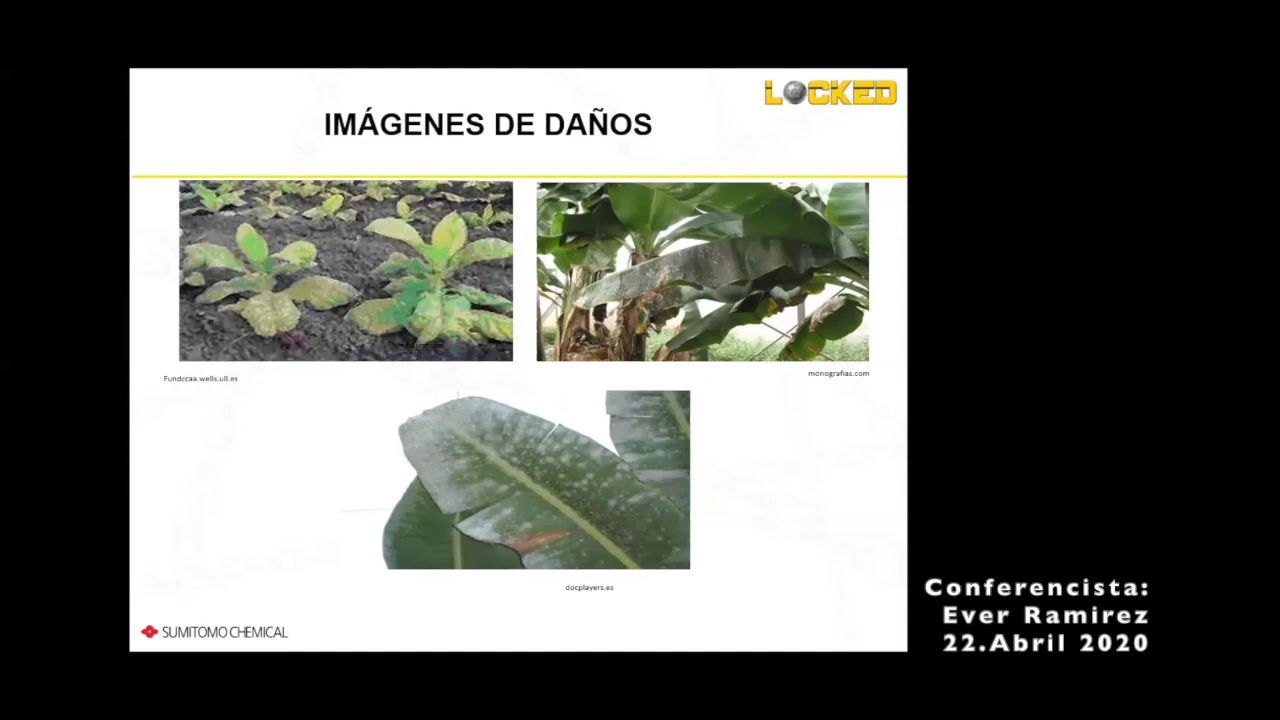 LOCKED
IMÁGENES DE DAÑOS
Fundccaa.wells.ull.es
monografias.com
docplayers.es
SUMITOMO CHEMICAL
Conferencista:
Ever Ramirez
22.Abril 2020